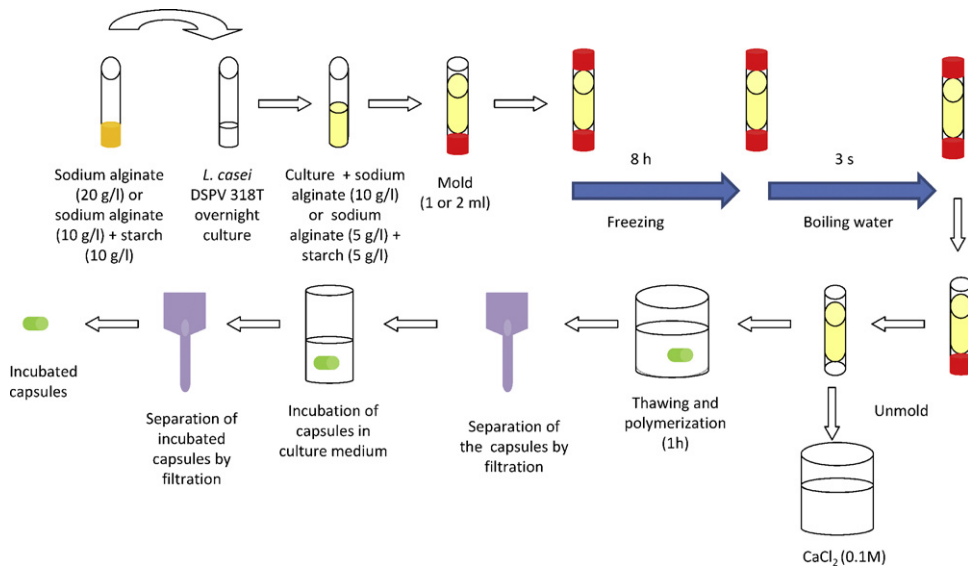 Sodium alginate
(20 g/l) or
sodium alginate
(10 g/l) + starch
(10 g/l)
L. casei
DSPV 318T
overnight
culture
Culture + sodium
alginate (10 g/l)
or sodium
alginate (5 g/l) +
starch (5 g/l)
Mold
(1 or 2 ml)
8 h
Freezing
3 s
Boiling water
Incubated
capsules
Separation of
incubated
capsules by
filtration
Incubation of
capsules in
culture medium
Separation of
the capsules by
filtration
Thawing and
polymerization
(1h)
Unmold
CaCl₂ (0.1M)